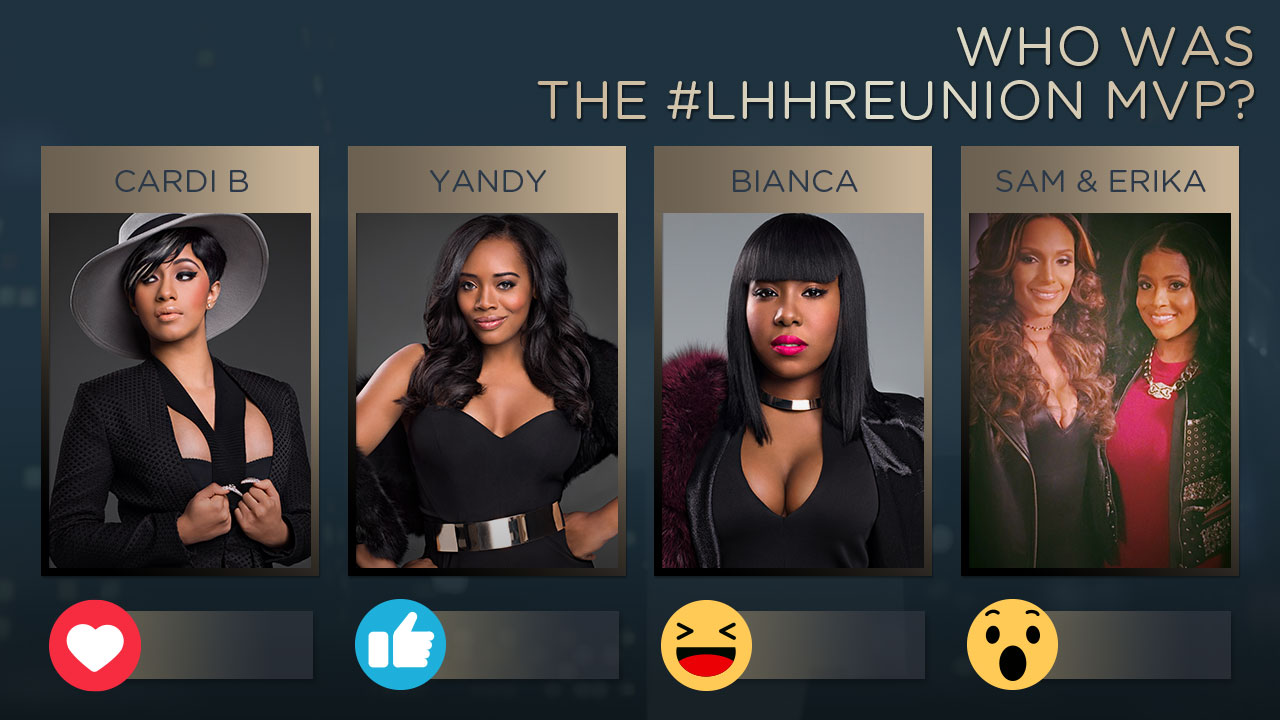 WHO WAS
THE #LHHREUNION MVP?
CARDI B
YANDY
BIANCA
SAM & ERIKA